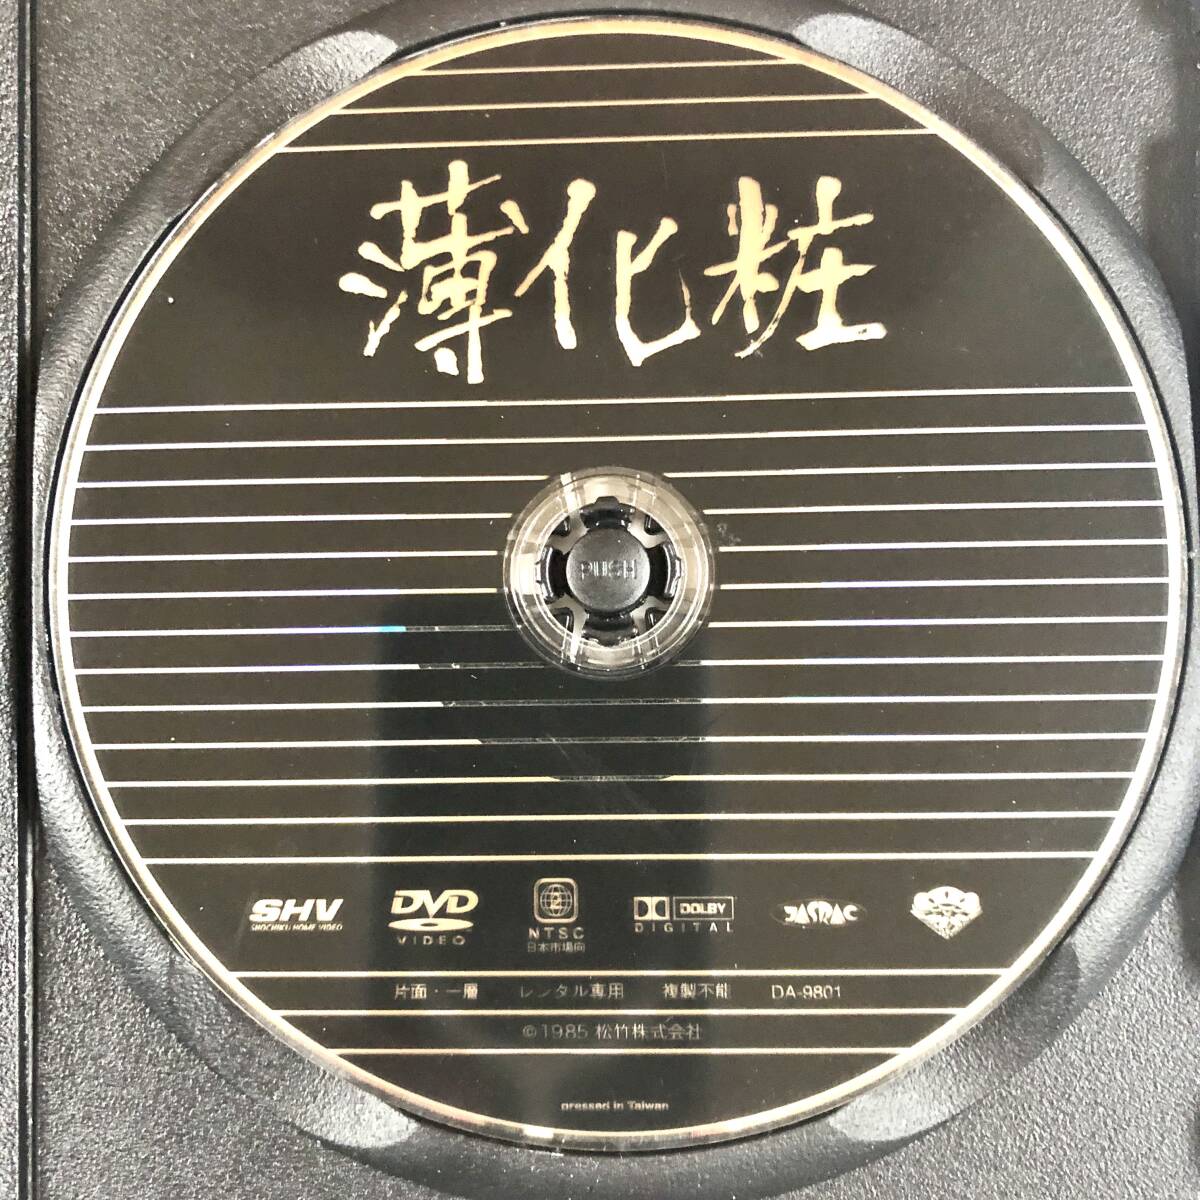 薄化粧
PUSH
SHV
SHOCHIKU HOME VIDEO
DVD
VIDEO
2
NTSC
日本市場向
DOLBY
DIGITAL
JASRAC
片面・一層 レンタル専用 複製不能 DA-9801
©1985 松竹株式会社
pressed in Taiwan